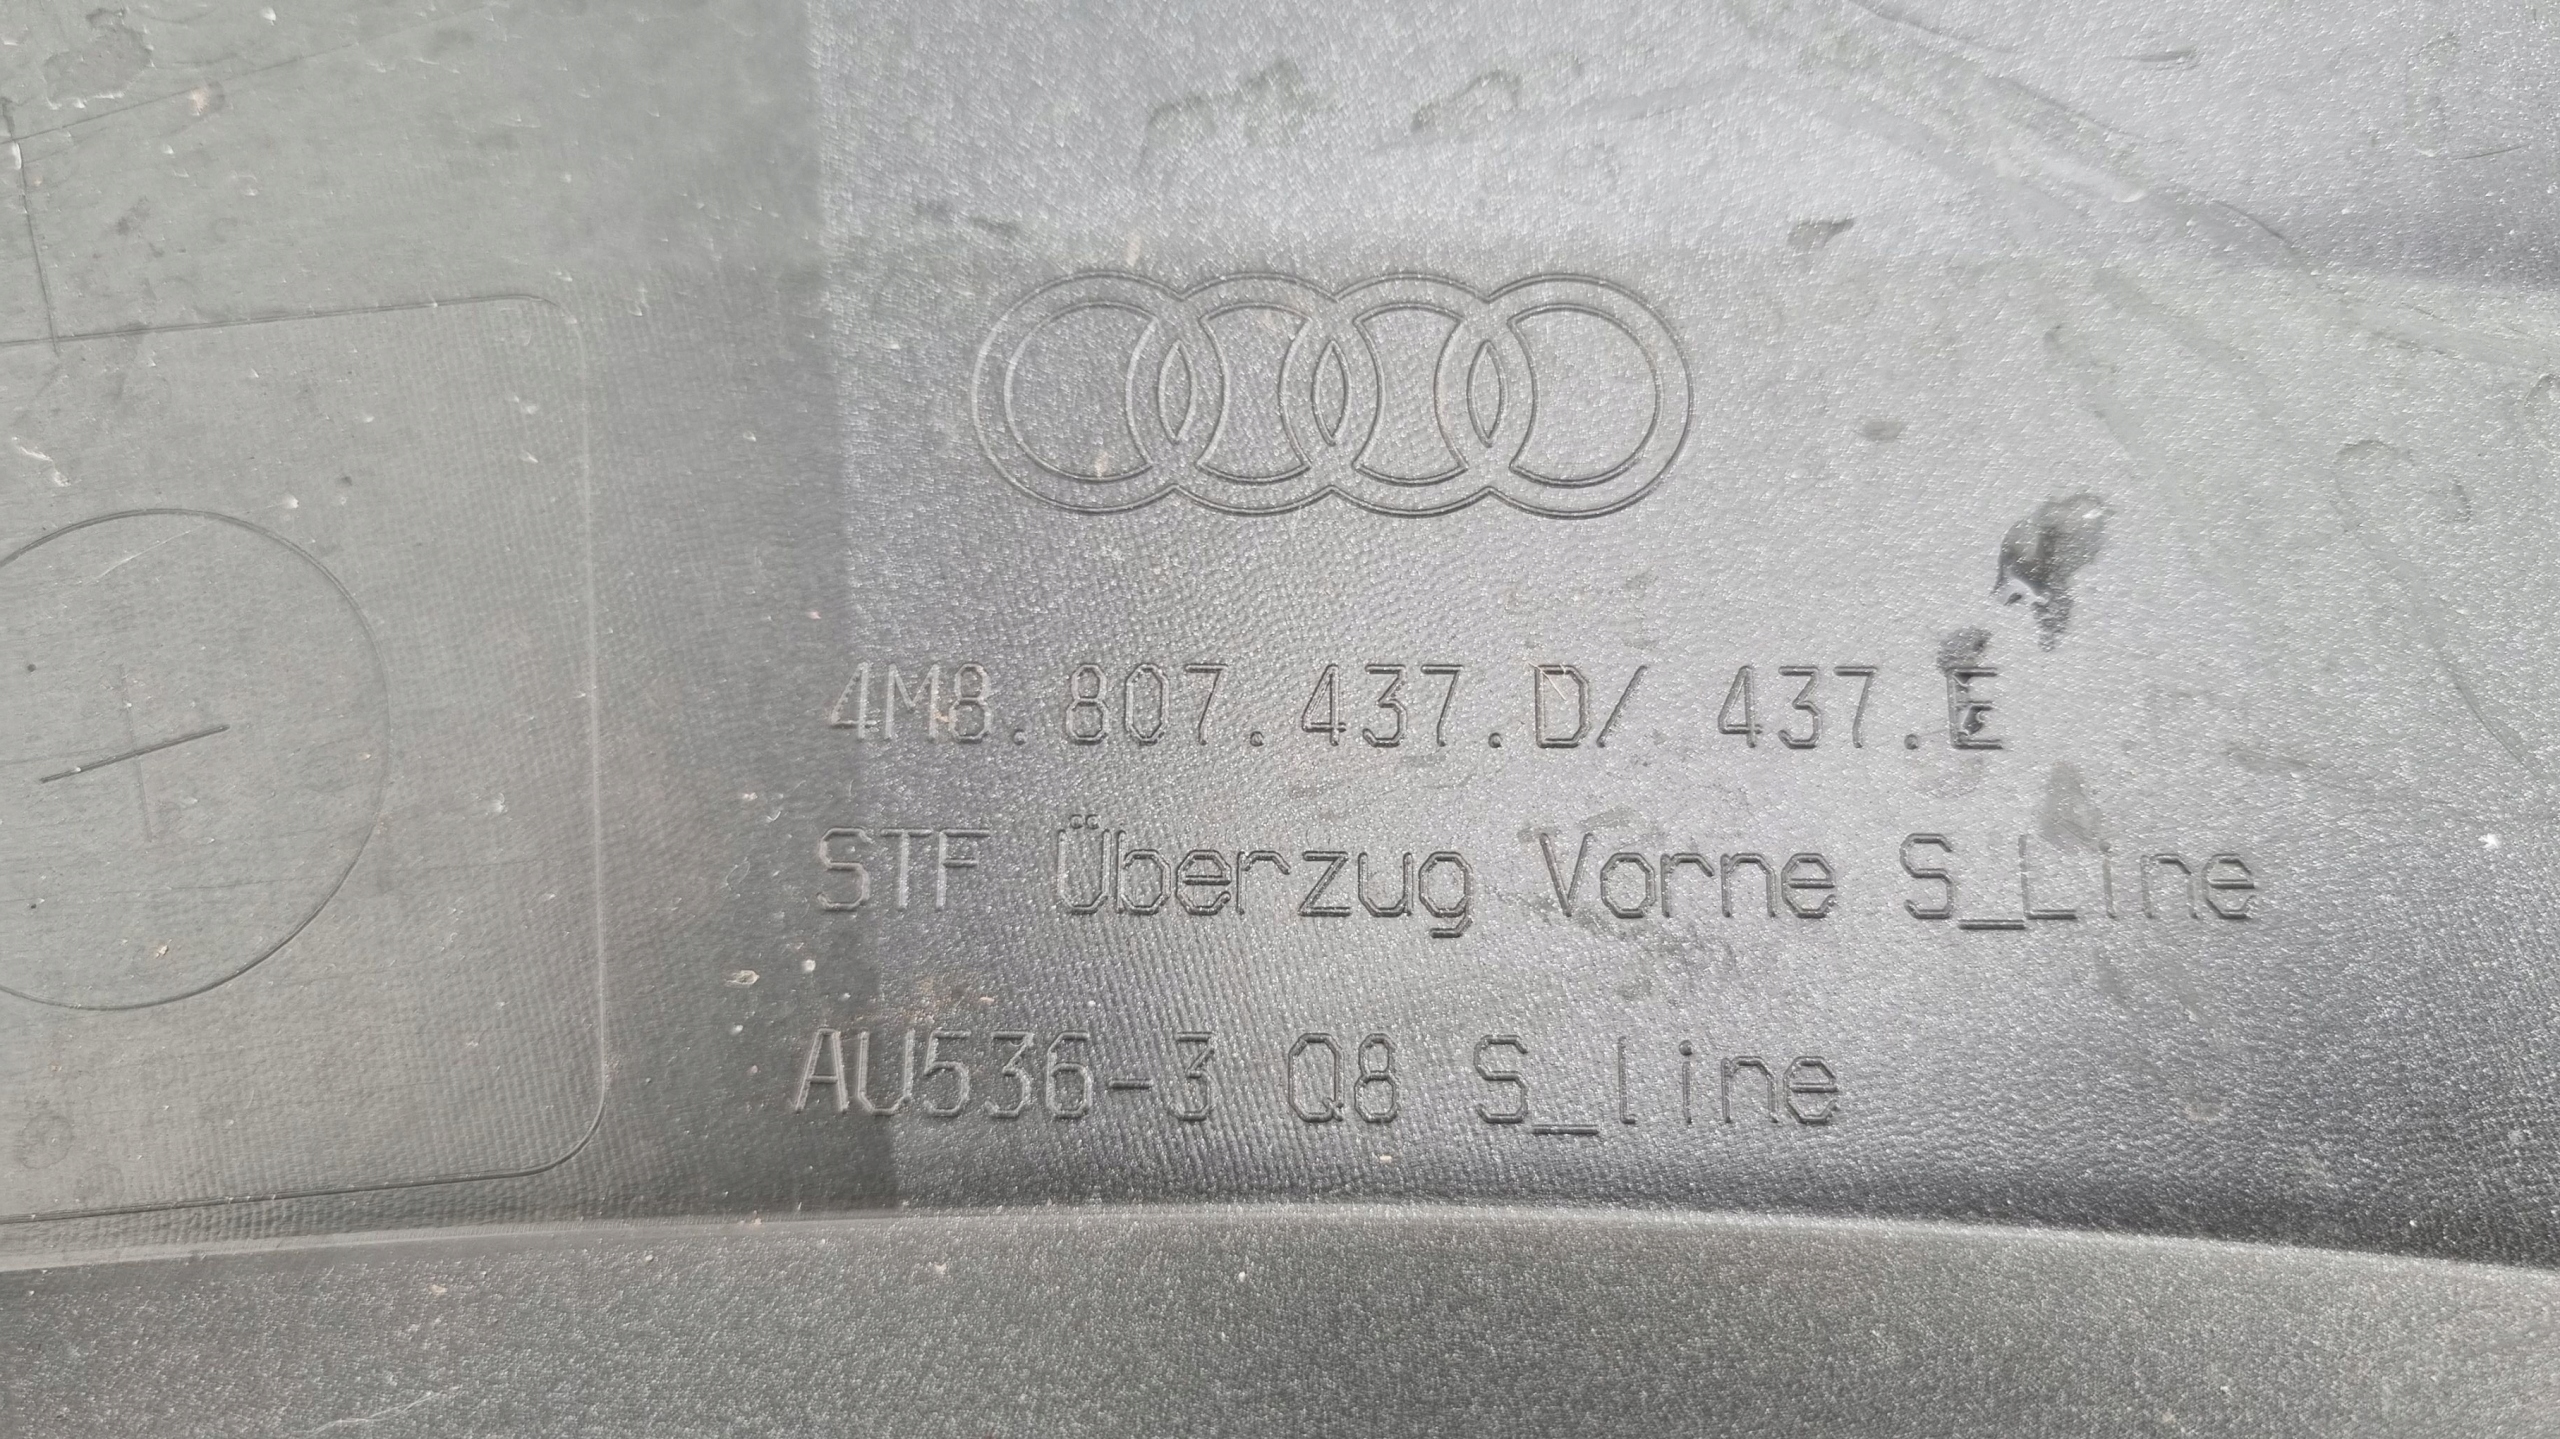 4M8.807.437.D/ 437.E
STF Überzug Vorne S_Line
AU536-3 Q8 S_line